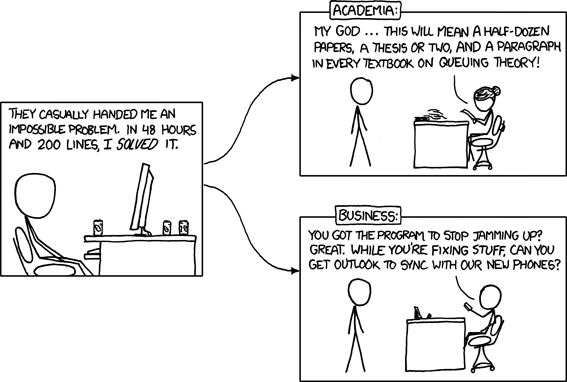 THEY CASUALLY HANDED ME AN
IMPOSSIBLE PROBLEM. IN 48 HOURS
AND 200 LINES, I SOLVED IT.
ACADEMIA:
MY GOD ... THIS WILL MEAN A HALF-DOZEN
PAPERS, A THESIS OR TWO, AND A PARAGRAPH
IN EVERY TEXTBOOK ON QUEUING THEORY!
BUSINESS:
YOU GOT THE PROGRAM TO STOP JAMMING UP?
GREAT. WHILE YOU'RE FIXING STUFF, CAN YOU
GET OUTLOOK TO SYNC WITH OUR NEW PHONES?